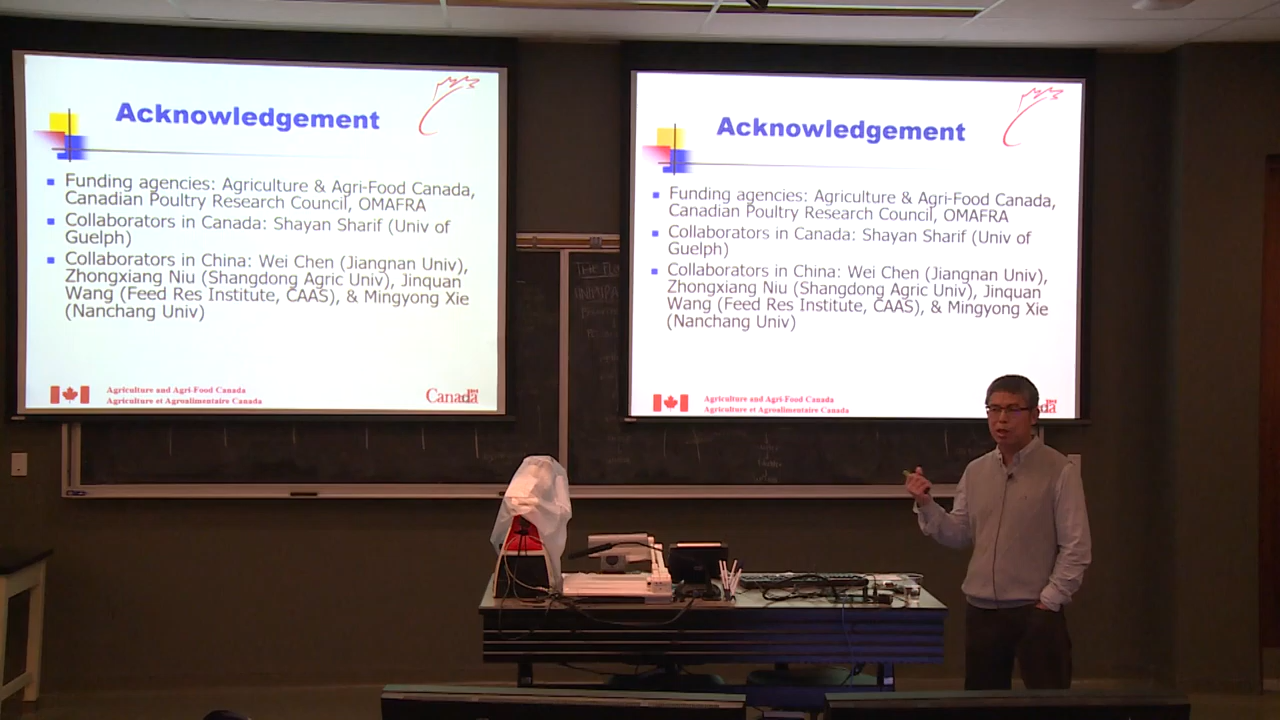 Acknowledgement
Funding agencies: Agriculture & Agri-Food Canada,
Canadian Poultry Research Council, OMAFRA
Collaborators in Canada: Shayan Sharif (Univ of
Guelph)
Collaborators in China: Wei Chen (Jiangnan Univ),
Zhongxiang Niu (Shangdong Agric Univ), Jinquan
Wang (Feed Res Institute, CAAS), & Mingyong Xie
(Nanchang Univ)
Agriculture and Agri-Food Canada
Agriculture et Agroalimentaire Canada
Canada
Acknowledgement
Funding agencies: Agriculture & Agri-Food Canada,
Canadian Poultry Research Council, OMAFRA
Collaborators in Canada: Shayan Sharif (Univ of
Guelph)
Collaborators in China: Wei Chen (Jiangnan Univ),
Zhongxiang Niu (Shangdong Agric Univ), Jinquan
Wang (Feed Res Institute, CAAS), & Mingyong Xie
(Nanchang Univ)
Agriculture and Agri-Food Canada
Agriculture et Agroalimentaire Canada